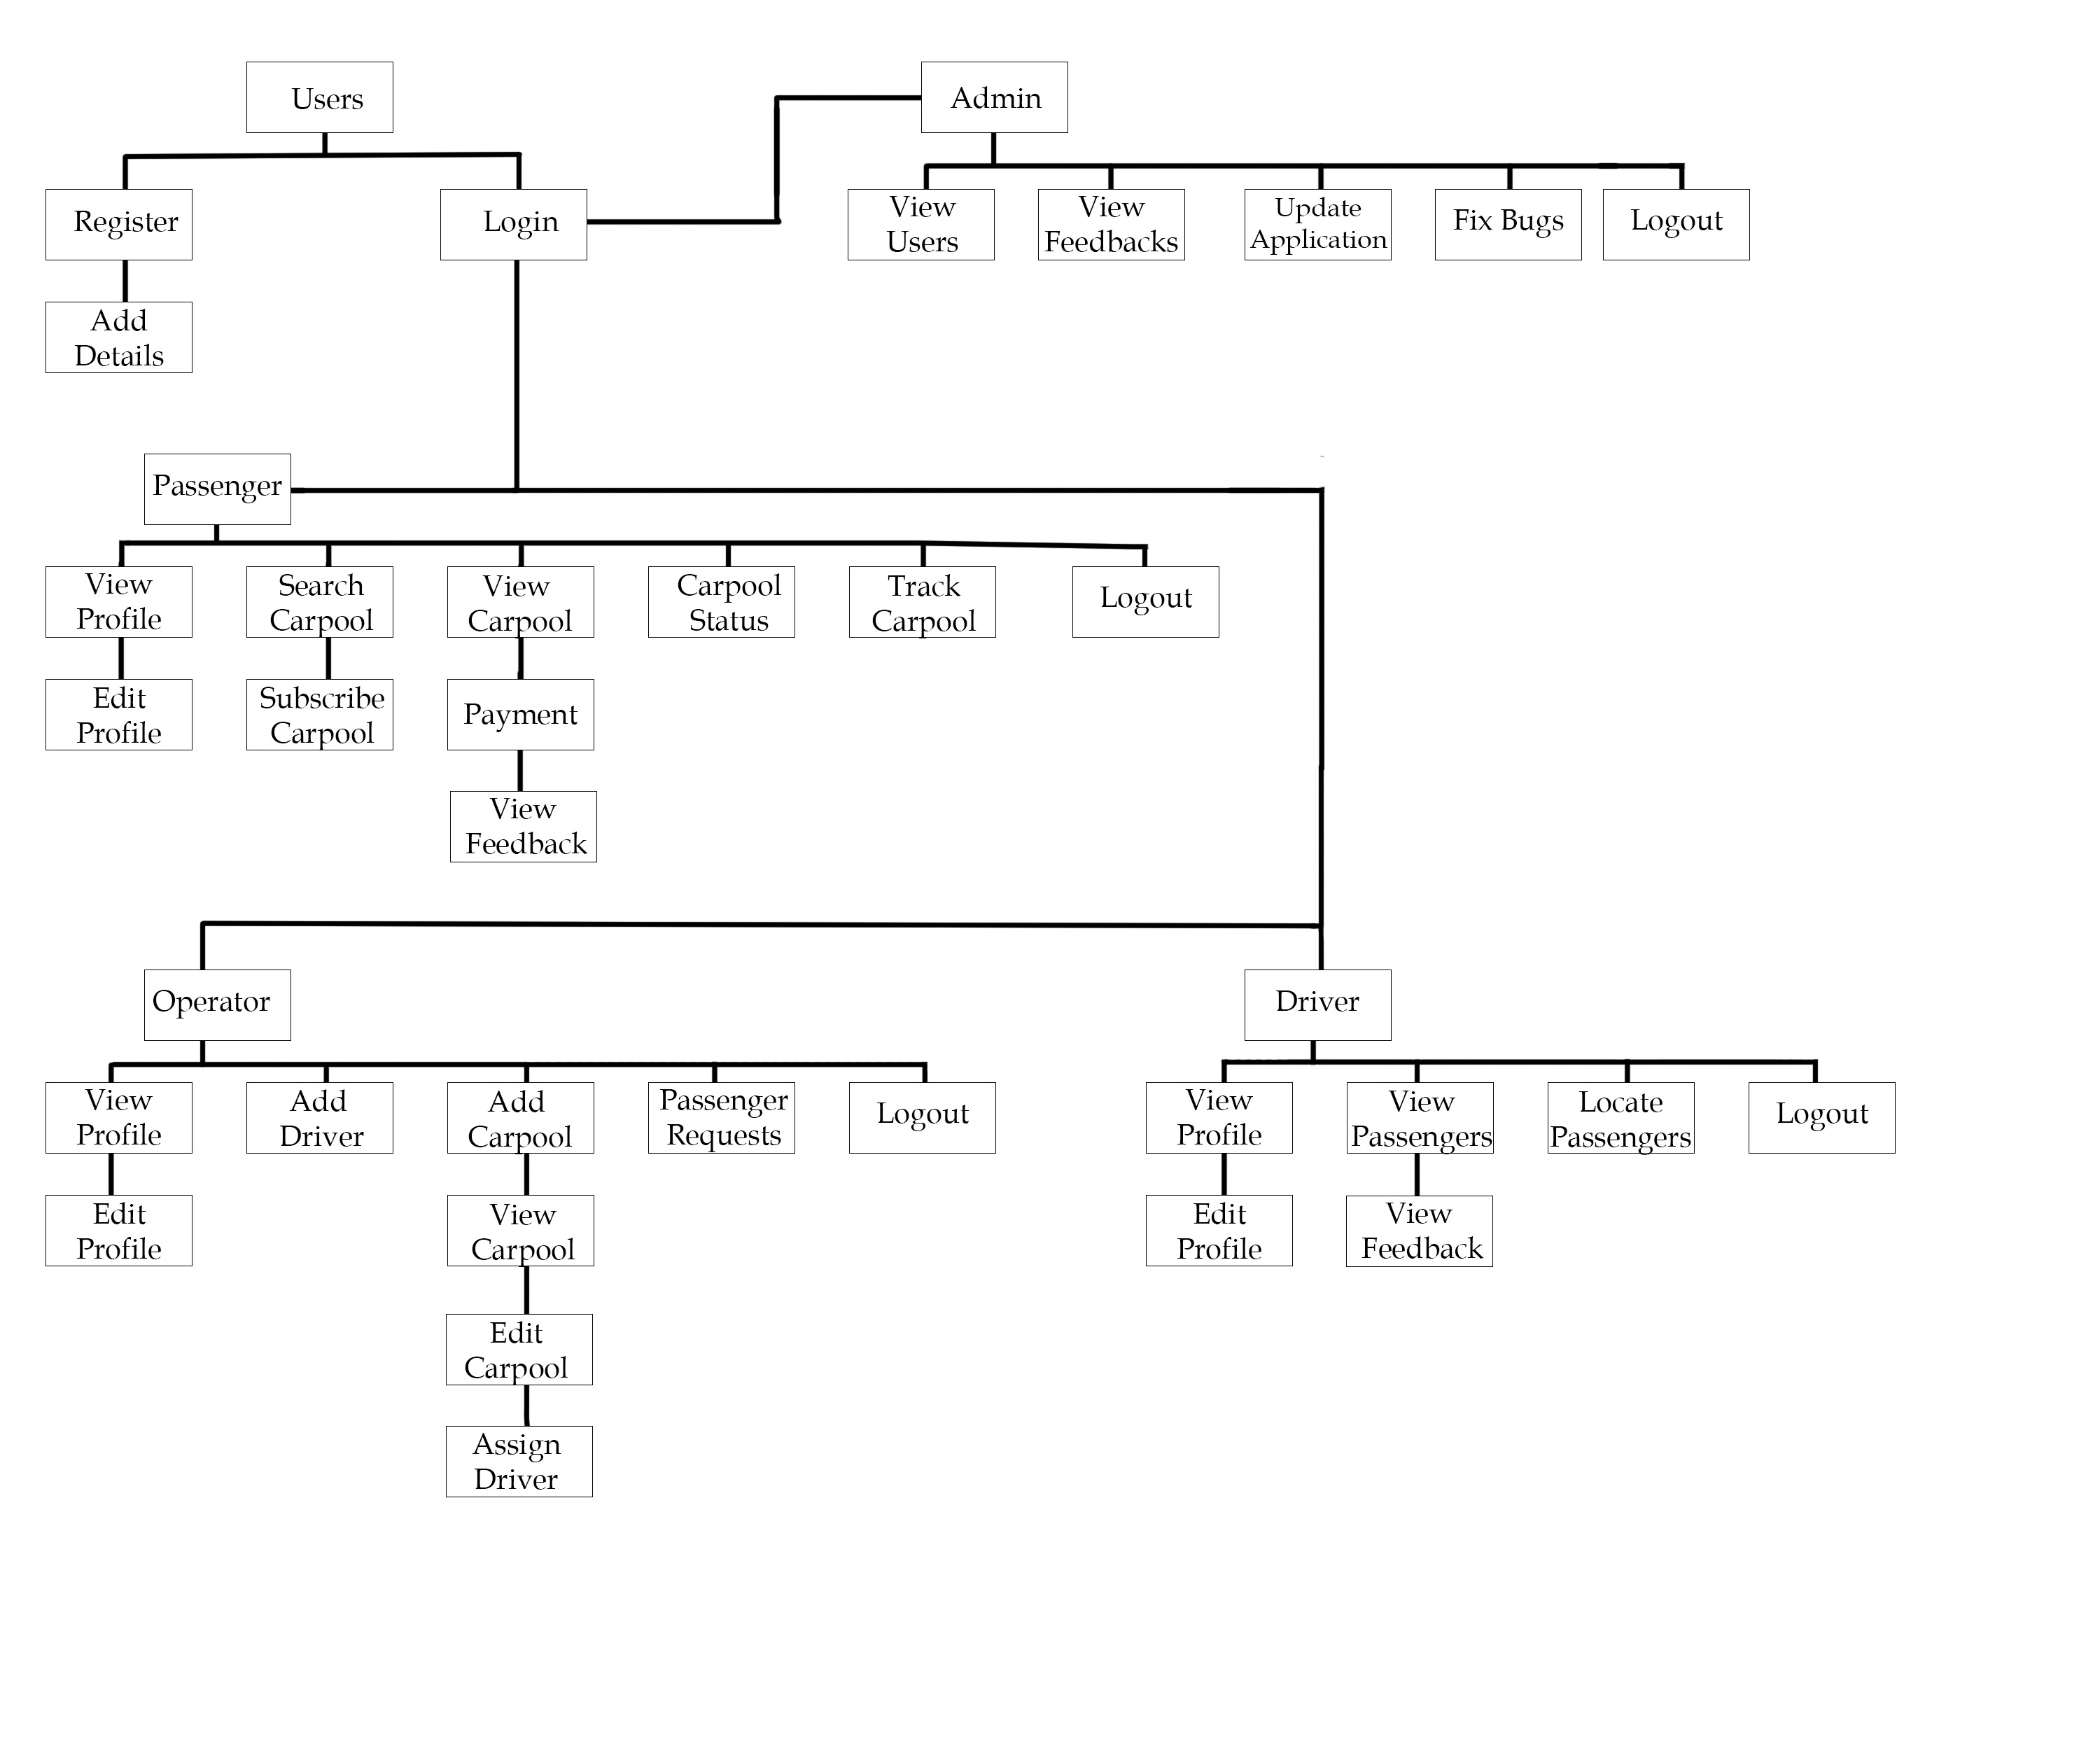 Users
Admin
Register
Login
View
Users
View
Feedbacks
Update
Application
Fix Bugs
Logout
Add
Details
Passenger
View
Profile
Search
Carpool
View
Carpool
Carpool
Status
Track
Carpool
Logout
Edit
Profile
Subscribe
Carpool
Payment
View
Feedback
Operator
Driver
View
Profile
Add
Driver
Add
Carpool
Passenger
Requests
Logout
View
Profile
View
Passengers
Locate
Passengers
Logout
Edit
Profile
View
Carpool
Edit
Profile
View
Feedback
Edit
Carpool
Assign
Driver